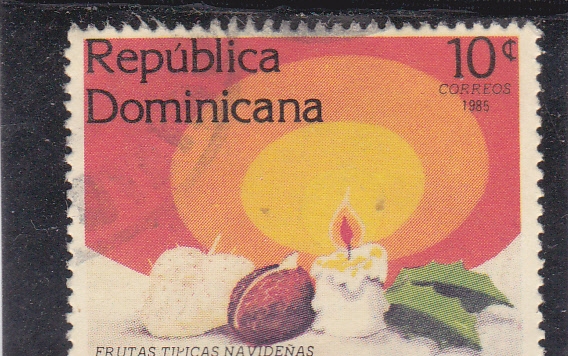 República
Dominicana
10¢
CORREOS
1985
FRUTAS TIPICAS NAVIDEÑAS